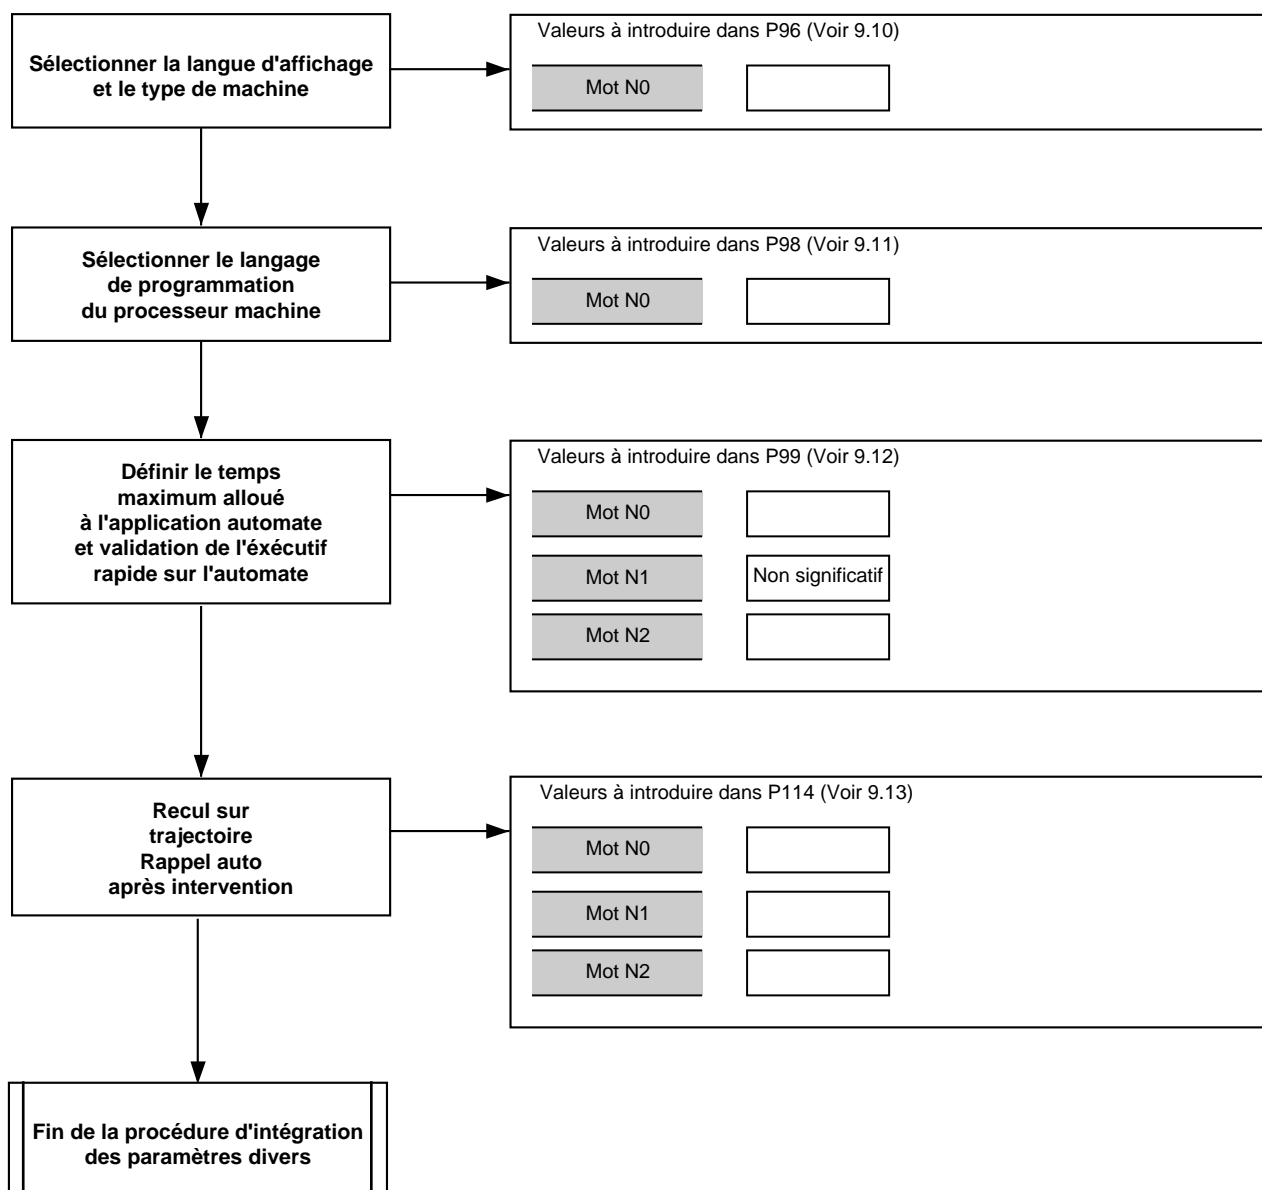 Sélectionner la langue d'affichage
et le type de machine
Valeurs à introduire dans P96 (Voir 9.10)
Mot N0
Sélectionner le langage
de programmation
du processeur machine
Valeurs à introduire dans P98 (Voir 9.11)
Mot N0
Définir le temps
maximum alloué
à l'application automate
et validation de l'éxécutif
rapide sur l'automate
Valeurs à introduire dans P99 (Voir 9.12)
Mot N0
Mot N1
Non significatif
Mot N2
Recul sur
trajectoire
Rappel auto
après intervention
Valeurs à introduire dans P114 (Voir 9.13)
Mot N0
Mot N1
Mot N2
Fin de la procédure d'intégration
des paramètres divers